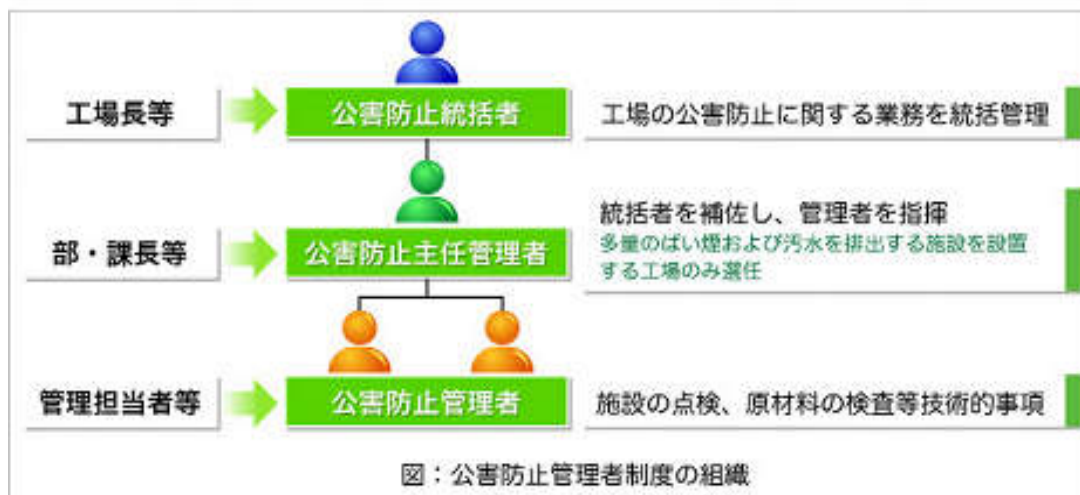 工場長等
公害防止統括者
工場の公害防止に関する業務を統括管理
部・課長等
公害防止主任管理者
統括者を補佐し、管理者を指揮
多量のばい煙および汚水を排出する施設を設置
する工場のみ選任
管理担当者等
公害防止管理者
施設の点検、原材料の検査等技術的事項
図：公害防止管理者制度の組織